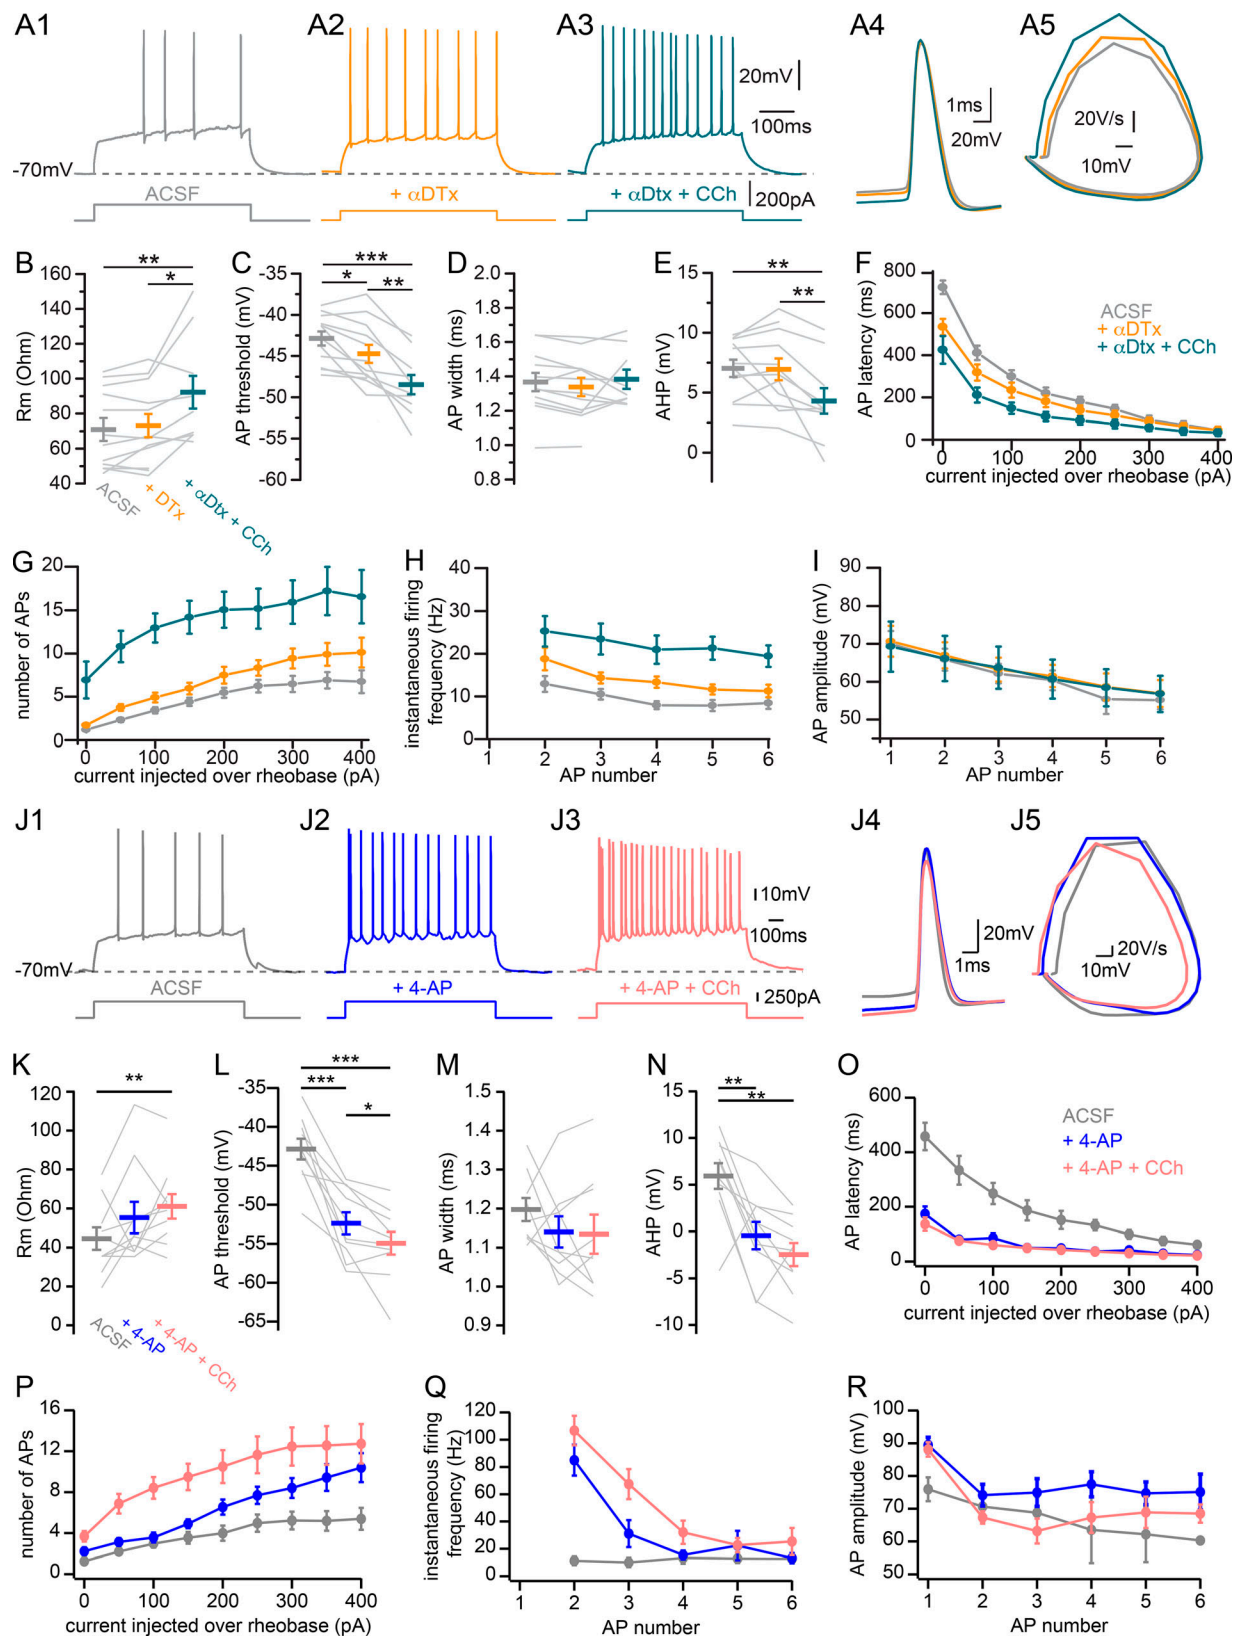 A1 A2 A3 A4 A5
20mV
100ms
1ms
20mV
20V/s
10mV
-70mV
ACSF + αDTx + αDtx + CCh 200pA
B C D E F
160
140
120
100
80
60
40
Rm (Ohm)
** *
ACSF + DTx + αDtx + CCh
-35
-40
-45
-50
-55
-60
AP threshold (mV)
*** * **
2.0
1.8
1.6
1.4
1.2
1.0
0.8
AP width (ms)
15
10
5
0
AHP (mV)
** **
800
600
400
200
0
AP latency (ms)
ACSF
+ αDTx
+ αDtx + CCh
0 100 200 300 400
current injected over rheobase (pA)
G H I
20
15
10
5
0
number of APs
0 100 200 300 400
current injected over rheobase (pA)
40
30
20
10
0
instantaneous firing
frequency (Hz)
1 2 3 4 5 6
AP number
90
80
70
60
50
AP amplitude (mV)
1 2 3 4 5 6
AP number
J1 J2 J3 J4 J5
10mV
100ms
20mV
1ms
20V/s
10mV
-70mV
ACSF + 4-AP + 4-AP + CCh 250pA
K L M N O
120
100
80
60
40
20
0
Rm (Ohm)
**
ACSF + 4-AP + 4-AP + CCh
-35
-40
-45
-50
-55
-60
-65
AP threshold (mV)
*** *** *
1.5
1.4
1.3
1.2
1.1
1.0
0.9
AP width (ms)
15
10
5
0
-5
-10
AHP (mV)
** **
600
400
200
0
AP latency (ms)
ACSF
+ 4-AP
+ 4-AP + CCh
0 100 200 300 400
current injected over rheobase (pA)
P Q R
16
12
8
4
0
number of APs
0 100 200 300 400
current injected over rheobase (pA)
120
100
80
60
40
20
0
instantaneous firing
frequency (Hz)
1 2 3 4 5 6
AP number
100
90
80
70
60
50
AP amplitude (mV)
1 2 3 4 5 6
AP number